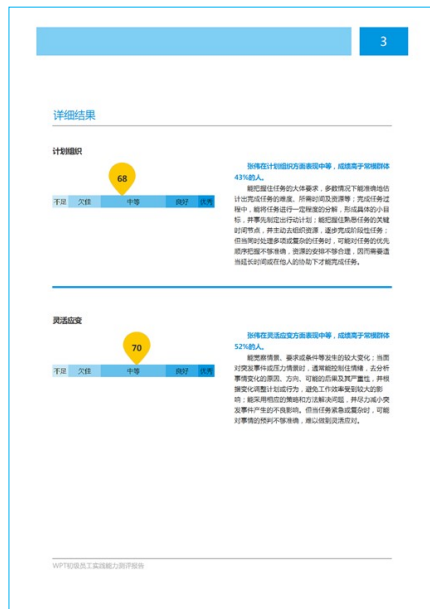 3
详细结果
计划组织
68
不足 欠佳 中等 良好 优秀
张伟在计划组织方面表现中等，成绩高于常模群体
43%的人。
能把握住任务的大体要求，多数情况下能准确地估
计出完成任务的难度、所需时间及资源等；完成任务过
程中，能将任务进行一定程度的分解，形成具体的小目
标，并事先制定出行动计划；能把握住熟悉任务的关键
时间节点，并主动去组织资源，逐步完成阶段性任务；
但当同时处理多项或复杂的任务时，可能对任务的优先
顺序把握不够准确，资源的安排不够合理，因而需要适
当延长时间或在他人的协助下才能完成任务。
灵活应变
70
不足 欠佳 中等 良好 优秀
张伟在灵活应变方面表现中等，成绩高于常模群体
52%的人。
能觉察情景、要求或条件等发生的较大变化；当面
对突发事件或压力情景时，通常能控制住情绪，去分析
事情变化的原因、方向、可能的后果及其严重性，并根
据变化调整计划或行为，避免工作效率受到较大的影
响；能采用相应的策略和方法解决问题，并尽力减小突
发事件产生的不良影响。但当任务紧急或复杂时，可能
对事情的预判不够准确，难以做到灵活应对。
WPT初级员工实践能力测评报告